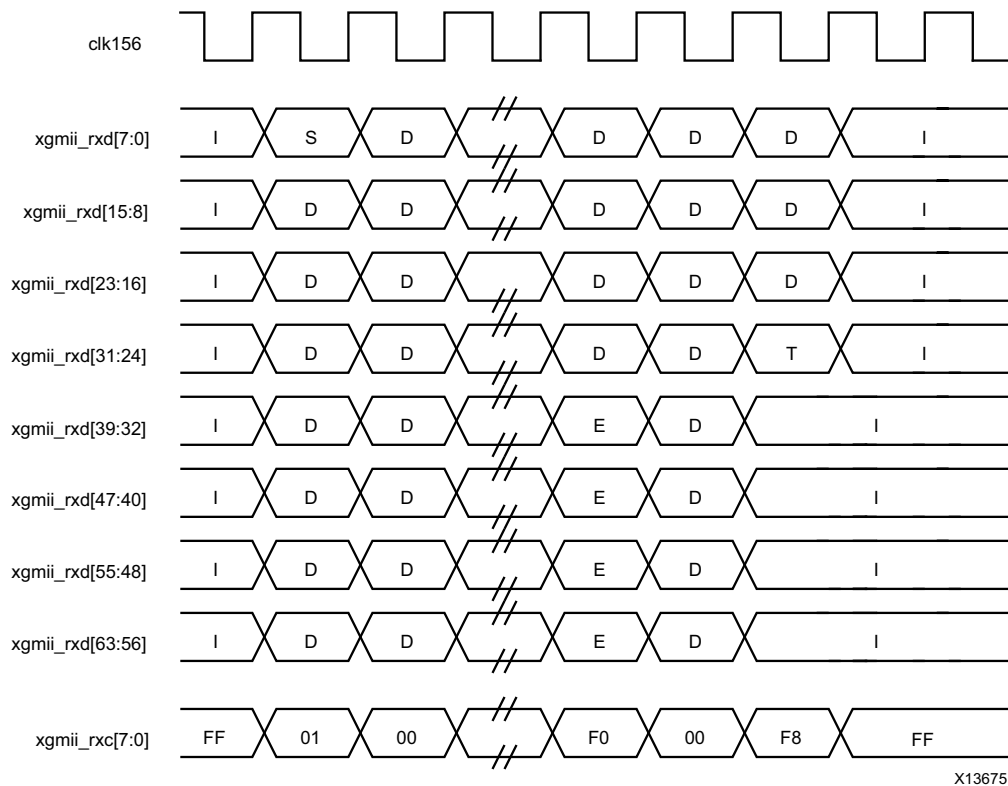 clk156
xgmii_rxd[7:0] I S D D D D I
xgmii_rxd[15:8] I D D D D D I
xgmii_rxd[23:16] I D D D D D I
xgmii_rxd[31:24] I D D D D T I
xgmii_rxd[39:32] I D D E D I
xgmii_rxd[47:40] I D D E D I
xgmii_rxd[55:48] I D D E D I
xgmii_rxd[63:56] I D D E D I
xgmii_rxc[7:0] FF 01 00 F0 00 F8 FF
X13675